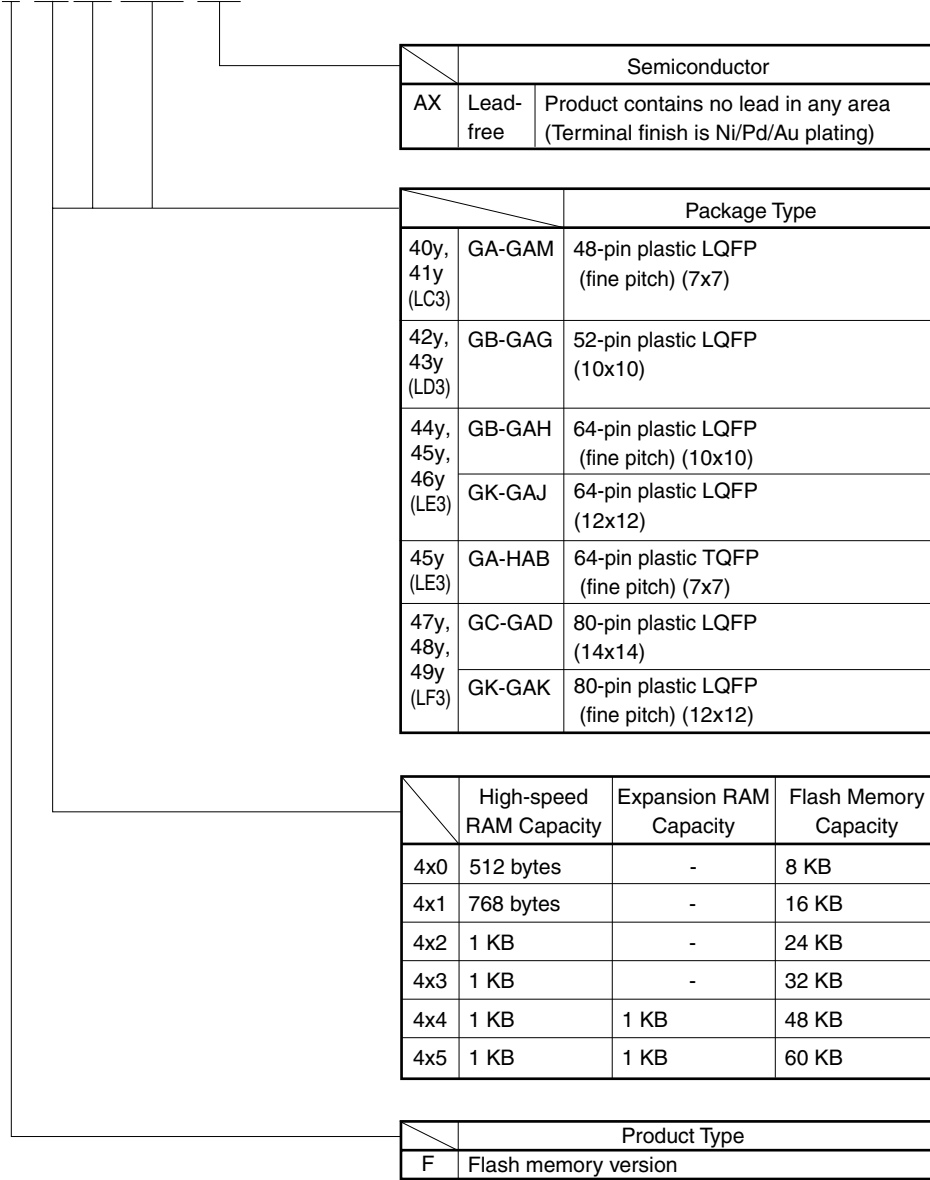 Semiconductor
AX Lead-free Product contains no lead in any area
(Terminal finish is Ni/Pd/Au plating)
Package Type
40y, 41y (LC3) GA-GAM 48-pin plastic LQFP
(fine pitch) (7x7)
42y, 43y (LD3) GB-GAG 52-pin plastic LQFP
(10x10)
44y, 45y, 46y (LE3) GB-GAH 64-pin plastic LQFP
(fine pitch) (10x10)
GK-GAJ 64-pin plastic LQFP
(12x12)
45y (LE3) GA-HAB 64-pin plastic TQFP
(fine pitch) (7x7)
47y, 48y, 49y (LF3) GC-GAD 80-pin plastic LQFP
(14x14)
GK-GAK 80-pin plastic LQFP
(fine pitch) (12x12)
High-speed RAM Capacity Expansion RAM Capacity Flash Memory Capacity
4x0 512 bytes - 8 KB
4x1 768 bytes - 16 KB
4x2 1 KB - 24 KB
4x3 1 KB - 32 KB
4x4 1 KB 1 KB 48 KB
4x5 1 KB 1 KB 60 KB
Product Type
F Flash memory version